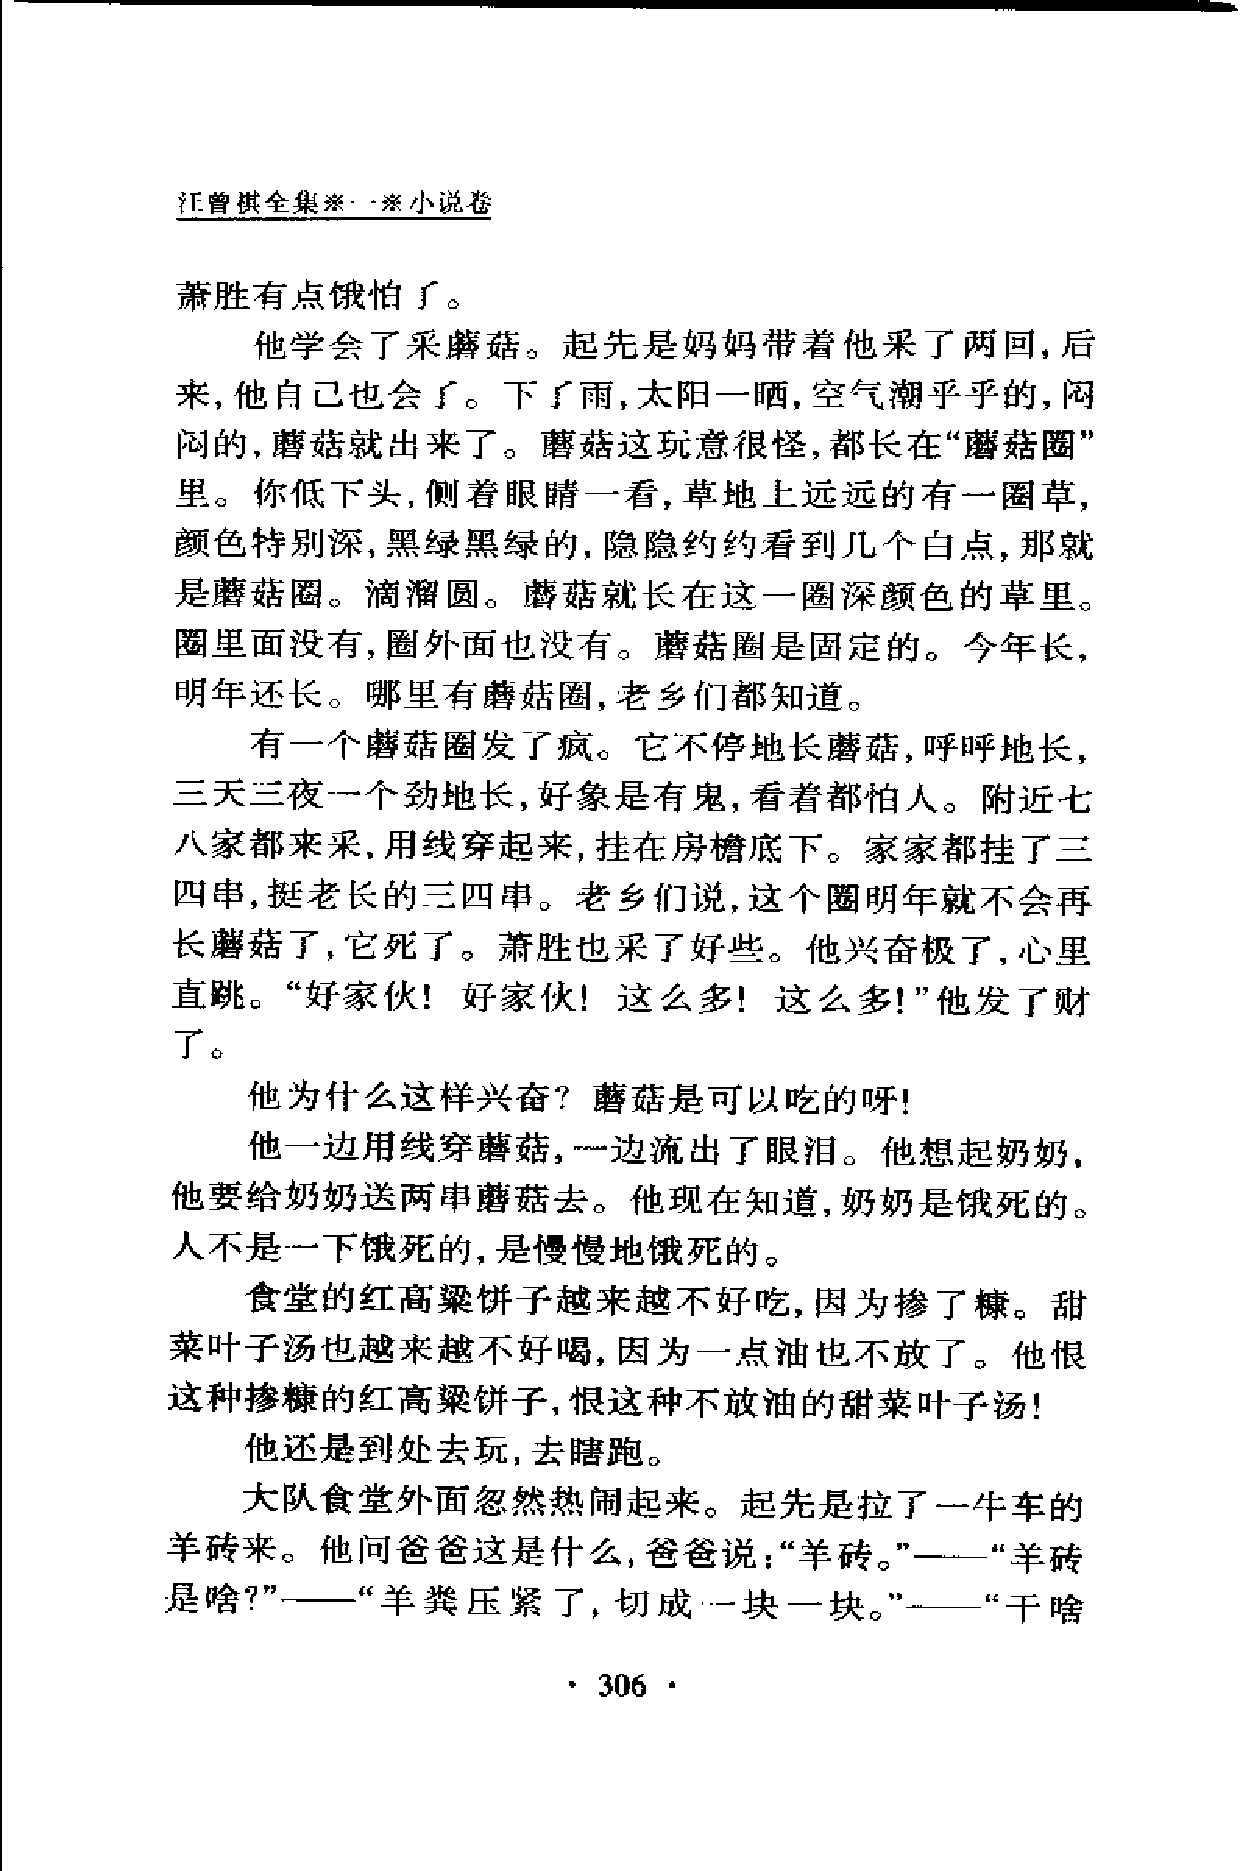 汪曾祺全集※一※小说卷
萧胜有点饿怕了。
他学会了采蘑菇。起先是妈妈带着他采了两回,后
来,他自己也会了。下了雨,太阳一晒,空气潮乎乎的,闷
闷的,蘑菇就出来了。蘑菇这玩意很怪,都长在“蘑菇圈”
里。你低下头,侧着眼睛一看,草地上远远的有一圈草,
颜色特别深,黑绿黑绿的,隐隐约约看到几个白点,那就
是蘑菇圈。滴溜圆。蘑菇就长在这一圈深颜色的草里。
圈里面没有,圈外面也没有。蘑菇圈是固定的。今年长,
明年还长。哪里有蘑菇圈,老乡们都知道。
有一个蘑菇圈发了疯。它不停地长蘑菇,呼呼地长,
三天三夜一个劲地长,好象是有鬼,看着都怕人。附近七
八家都来采,用线穿起来,挂在房檐底下。家家都挂了三
四串,挺老长的三四串。老乡们说,这个圈明年就不会再
长蘑菇了,它死了。萧胜也采了好些。他兴奋极了,心里
直跳。“好家伙! 好家伙! 这么多! 这么多!”他发了财
了。
他为什么这样兴奋? 蘑菇是可以吃的呀!
他一边用线穿蘑菇,一边流出了眼泪。他想起奶奶,
他要给奶奶送两串蘑菇去。他现在知道,奶奶是饿死的。
人不是一下饿死的,是慢慢地饿死的。
食堂的红高粱饼子越来越不好吃,因为掺了糠。甜
菜叶子汤也越来越不好喝,因为一点油也不放了。他恨
这种掺糠的红高粱饼子,恨这种不放油的甜菜叶子汤!
他还是到处去玩,去瞎跑。
大队食堂外面忽然热闹起来。起先是拉了一牛车的
羊砖来。他问爸爸这是什么,爸爸说:“羊砖。”——“羊砖
是啥?”——“羊粪压紧了,切成一块一块。”——“干啥
· 306 ·